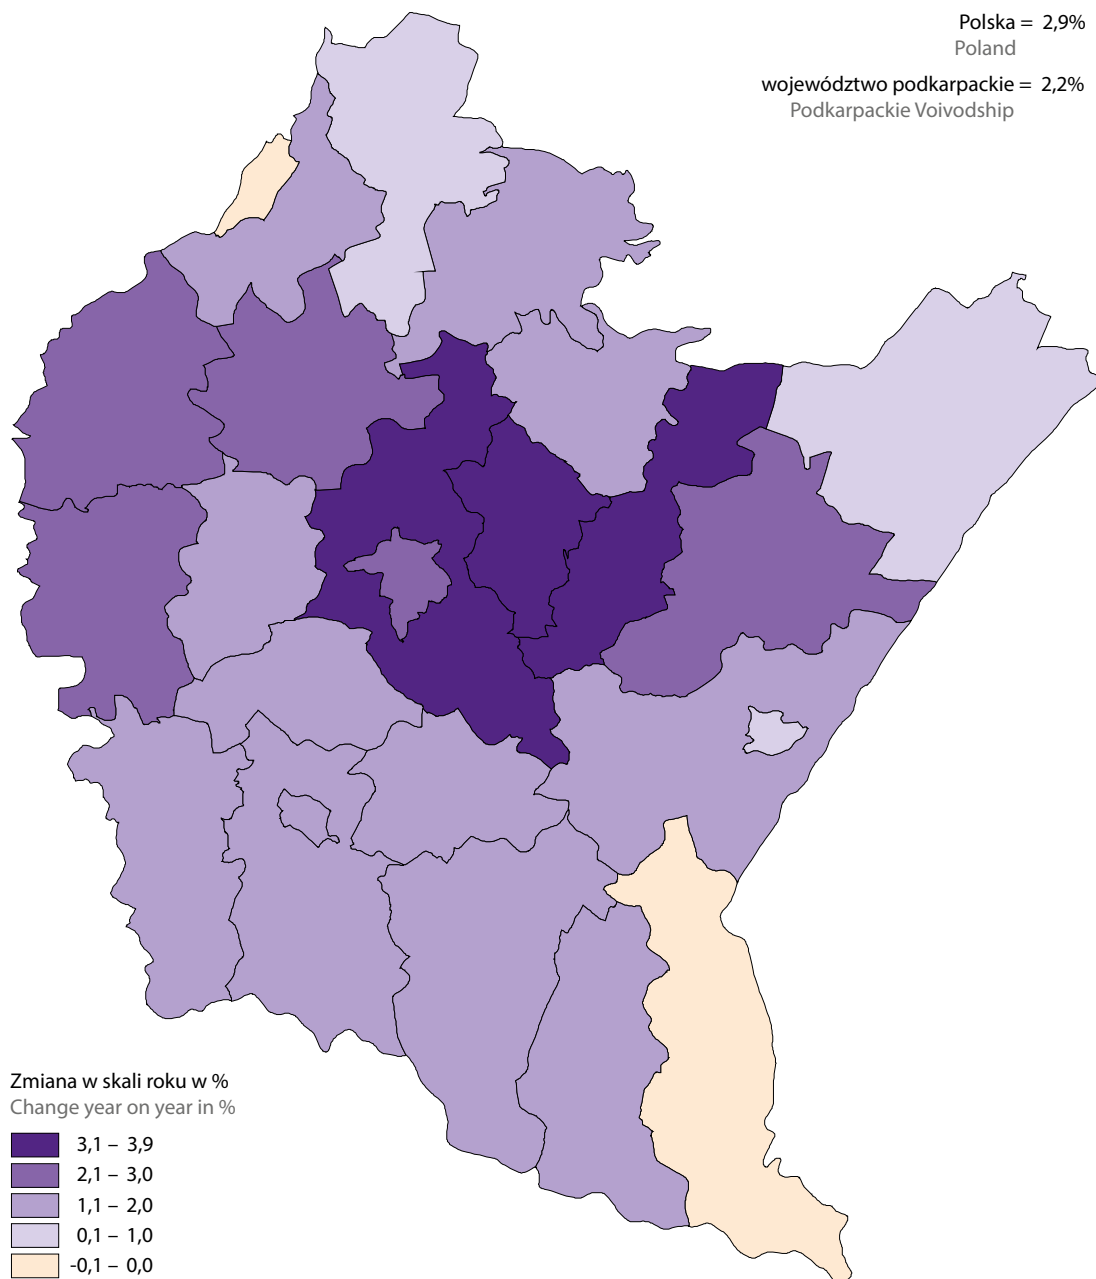 Polska = 2,9%
Poland
województwo podkarpackie = 2,2%
Podkarpackie Voivodship
Zmiana w skali roku w %
Change year on year in %
3,1 – 3,9
2,1 – 3,0
1,1 – 2,0
0,1 – 1,0
-0,1 – 0,0